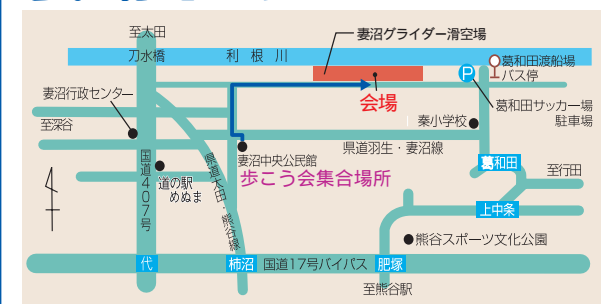 至太田
刀水橋
利根川
妻沼グライダー滑空場
葛和田渡船場
バス停
P
妻沼行政センター
会場
葛和田サッカー場
駐車場
至深谷
秦小学校
県道羽生・妻沼線
妻沼中央公民館
歩こう会集合場所
葛和田
至行田
国道407号
道の駅
めぬま
県道太田・熊谷線
上中条
熊谷スポーツ文化公園
代
柿沼
国道17号バイパス
肥塚
至熊谷駅